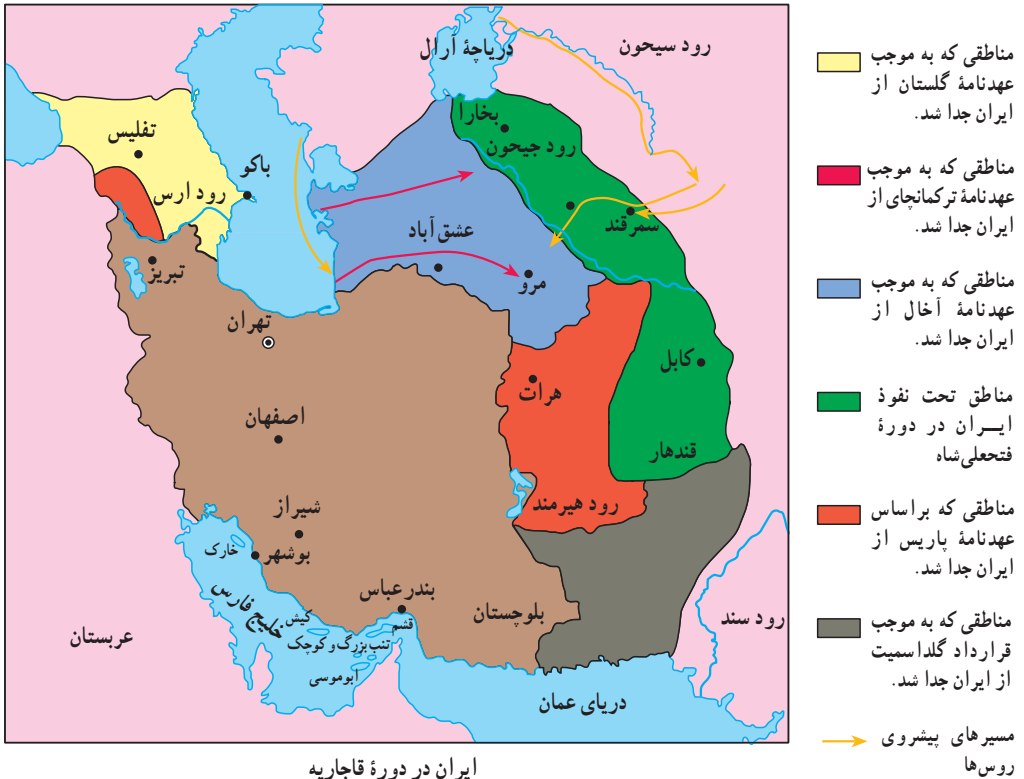 دریاچهٔ آرال
رود سیحون
بخارا
رود جیحون
سمرقند
تفلیس
باکو
رود ارس
تبریز
عشق‌آباد
مرو
تهران
کابل
هرات
اصفهان
قندهار
رود هیرمند
شیراز
بوشهر
خارک
خلیج فارس
بندرعباس
بلوچستان
کیش
قشم
تنب بزرگ و کوچک
ابوموسی
عربستان
دریای عمان
رود سند
مناطقی که به موجب
عهدنامهٔ گلستان از
ایران جدا شد.
مناطقی که به موجب
عهدنامهٔ ترکمانچای از
ایران جدا شد.
مناطقی که به موجب
عهدنامهٔ آخال از
ایران جدا شد.
مناطق تحت نفوذ
ایـــران در دورهٔ
فتحعلی‌شاه
مناطقی که براساس
عهدنامهٔ پاریس از
ایران جدا شد.
مناطقی که به موجب
قرارداد گلداسمیت
از ایران جدا شد.
مسیرهای پیشروی
روس‌ها
ایران در دورهٔ قاجاریه